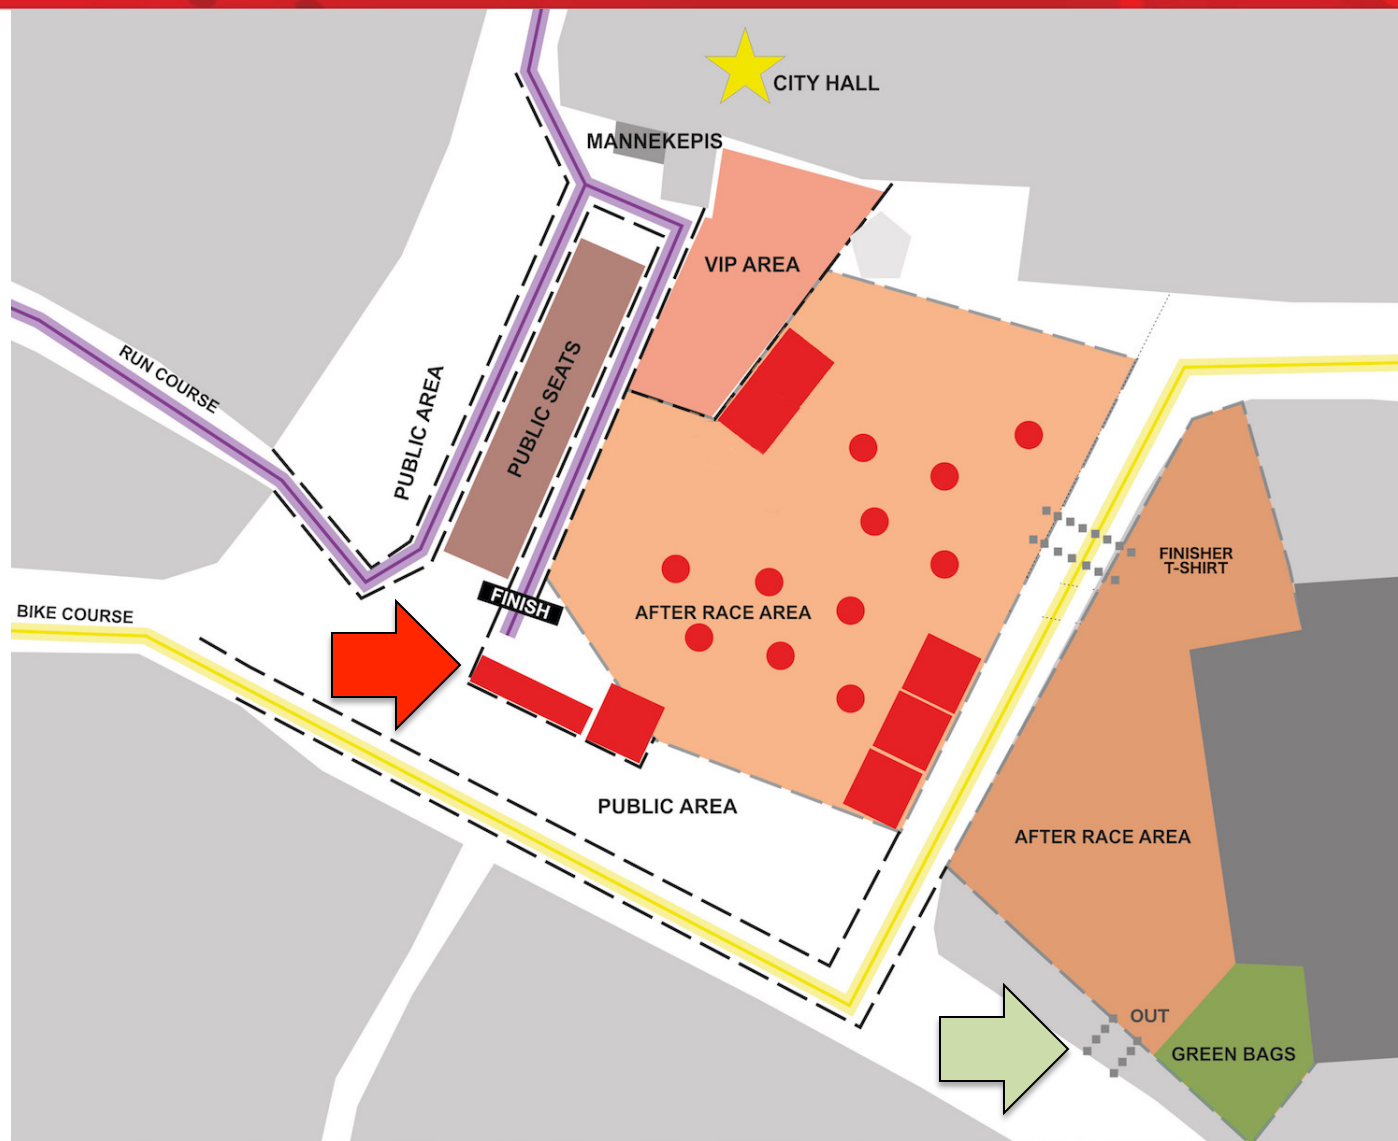 CITY HALL
MANNEKEPIS
VIP AREA
RUN COURSE
PUBLIC AREA
PUBLIC SEATS
FINISHER
T-SHIRT
BIKE COURSE
FINISH
AFTER RACE AREA
PUBLIC AREA
AFTER RACE AREA
OUT
GREEN BAGS